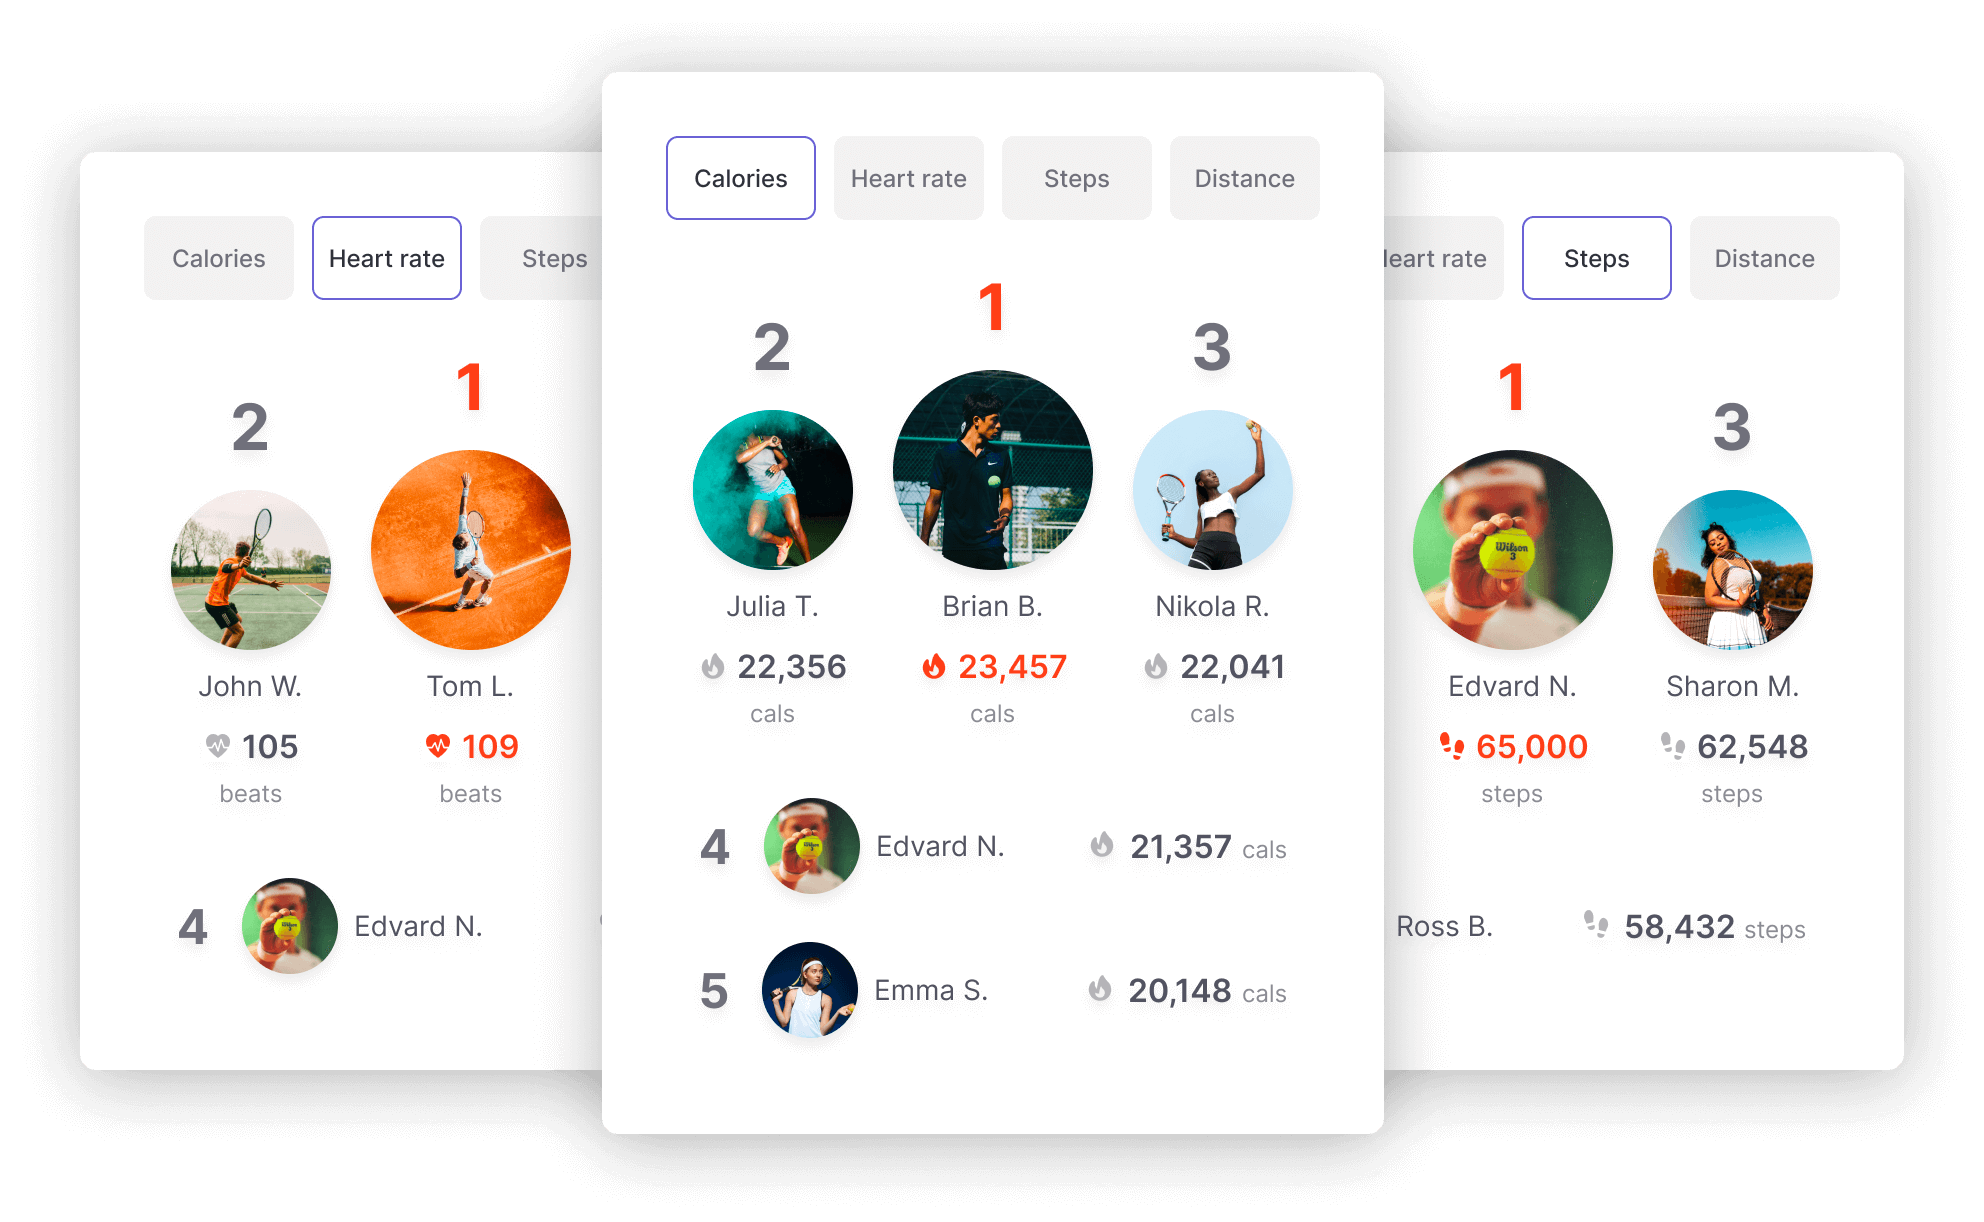 Calories
Heart rate
Steps
2
1
John W.
Tom L.
105
109
beats
beats
4
Edvard N.
Calories
Heart rate
Steps
Distance
1
2
3
Julia T.
Brian B.
Nikola R.
22,356
23,457
22,041
cals
cals
cals
4
Edvard N.
21,357 cals
5
Emma S.
20,148 cals
eart rate
Steps
Distance
1
3
Wilson
3
Edvard N.
Sharon M.
65,000
62,548
steps
steps
Ross B.
58,432 steps